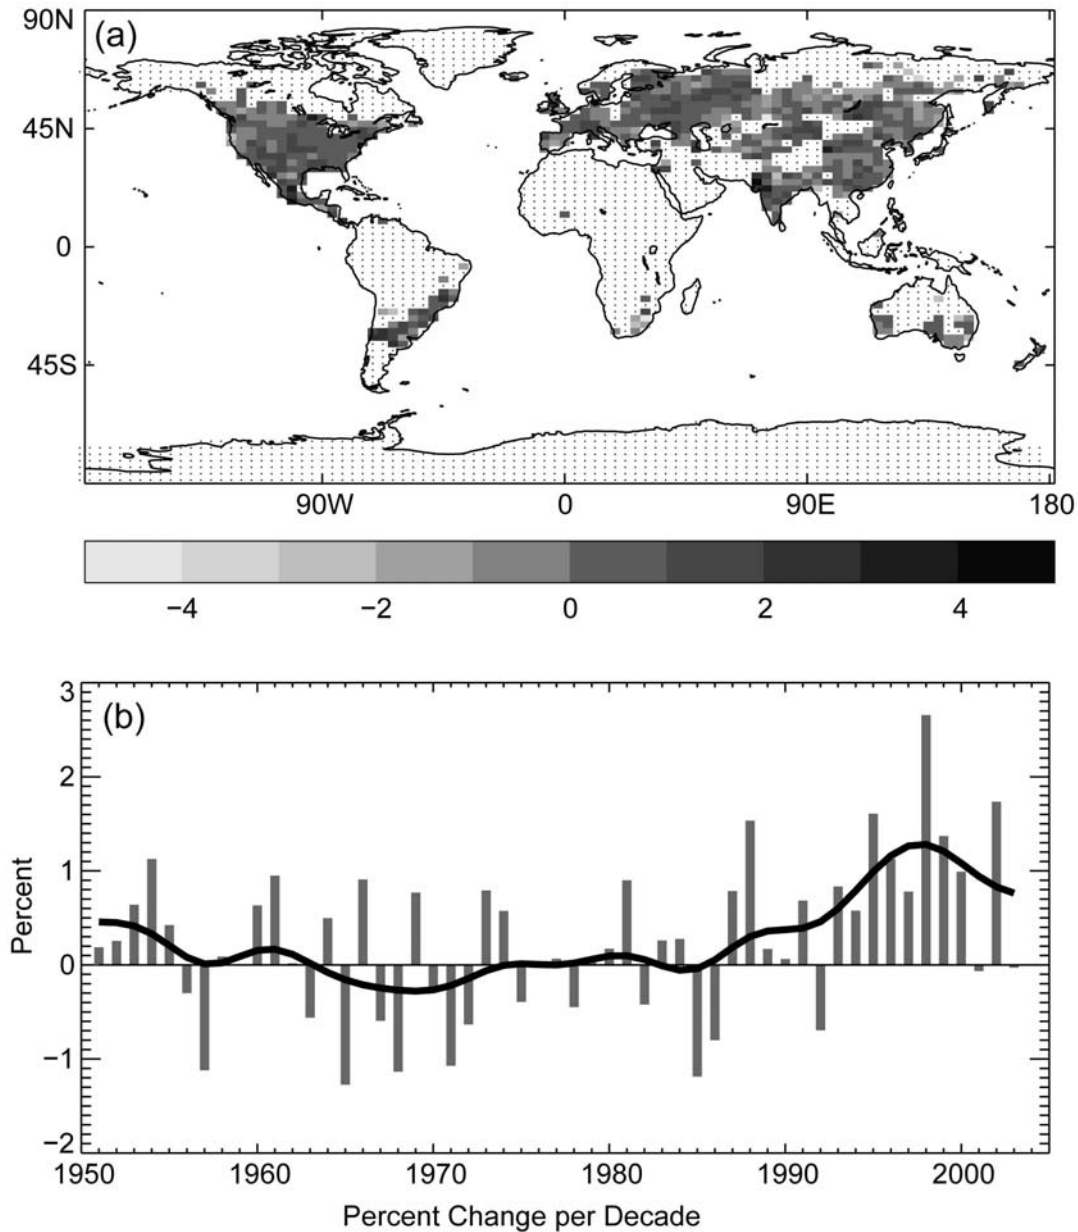 90N
(a)
45N
0
45S
90W 0 90E 180
−4 −2 0 2 4
3
(b)
2
1
0
−1
−2
Percent
1950 1960 1970 1980 1990 2000
Percent Change per Decade